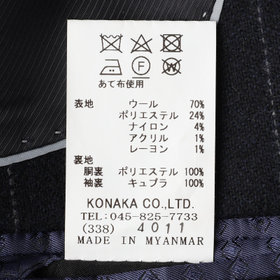 あて布使用
表地 ウール 70%
ポリエステル 24%
ナイロン 4%
アクリル 1%
レーヨン 1%
裏地
胴裏 ポリエステル 100%
袖裏 キュプラ 100%
KONAKA CO.,LTD.
TEL:045-825-7733
(338) 4011
MADE IN MYANMAR